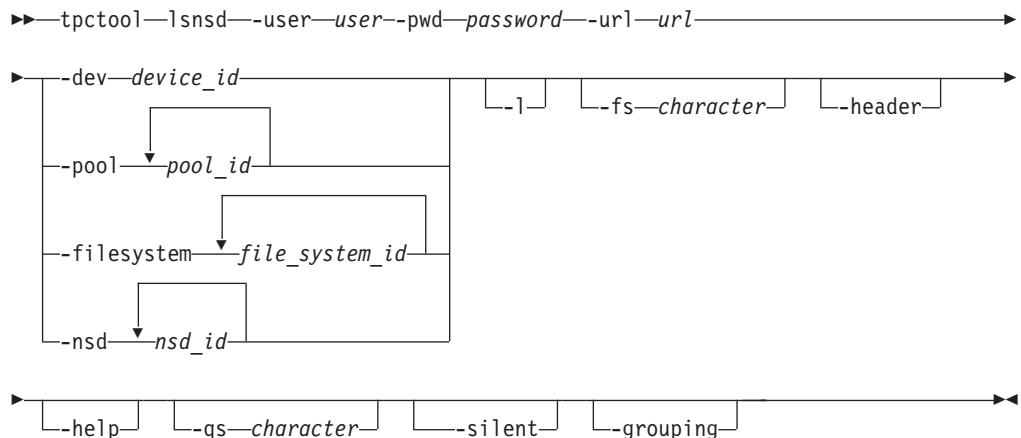 tpctool lsnsd -user user -pwd password -url url
-dev device_id -l -fs character -header
-pool pool_id
-filesystem file_system_id
-nsd nsd_id
-help -qs character -silent -grouping